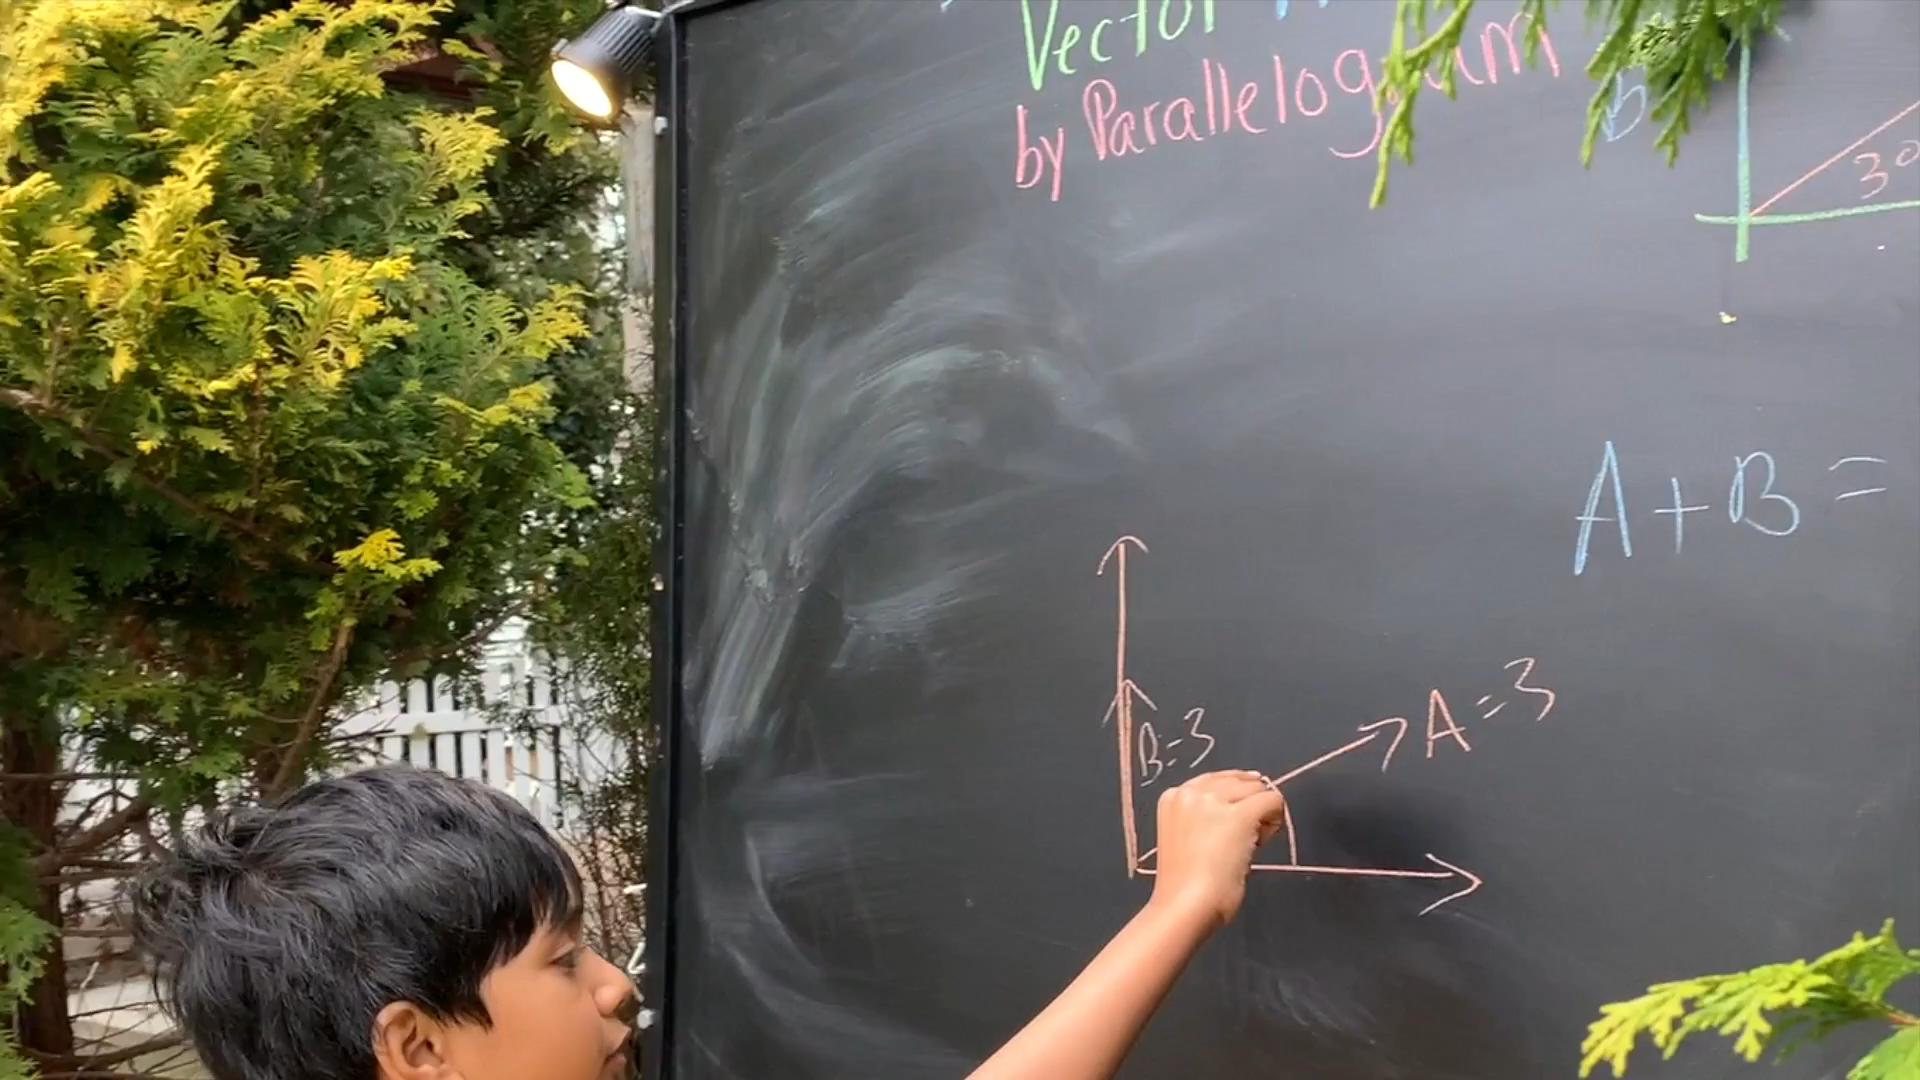 Vector
by Parallelogram
B
30
A + B =
B=3
A=3